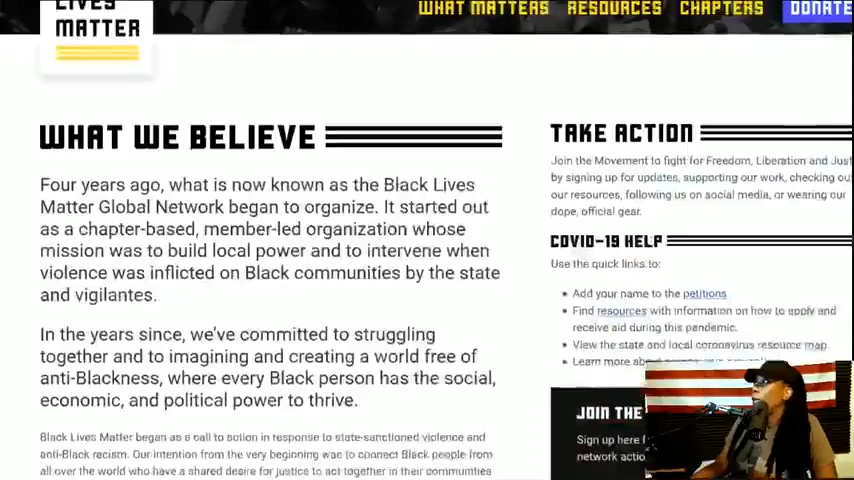 LIVES
MATTER
WHAT MATTERS RESOURCES CHAPTERS DONATE
WHAT WE BELIEVE
Four years ago, what is now known as the Black Lives
Matter Global Network began to organize. It started out
as a chapter-based, member-led organization whose
mission was to build local power and to intervene when
violence was inflicted on Black communities by the state
and vigilantes.
In the years since, we've committed to struggling
together and to imagining and creating a world free of
anti-Blackness, where every Black person has the social,
economic, and political power to thrive.
Black Lives Matter began as a call to action in response to state-sanctioned violence and
anti-Black racism. Our intention from the very beginning was to connect Black people from
all over the world who have a shared desire for justice to act together in their communities
TAKE ACTION
Join the Movement to fight for Freedom, Liberation and Just
by signing up for updates, supporting our work, checking out
our resources, following us on social media, or wearing our
dope, official gear.
COVID-19 HELP
Use the quick links to:
Add your name to the petitions
Find resources with information on how to apply and
receive aid during this pandemic.
View the state and local coronavirus resource map
Learn more
JOIN THE
Sign up here
network actio